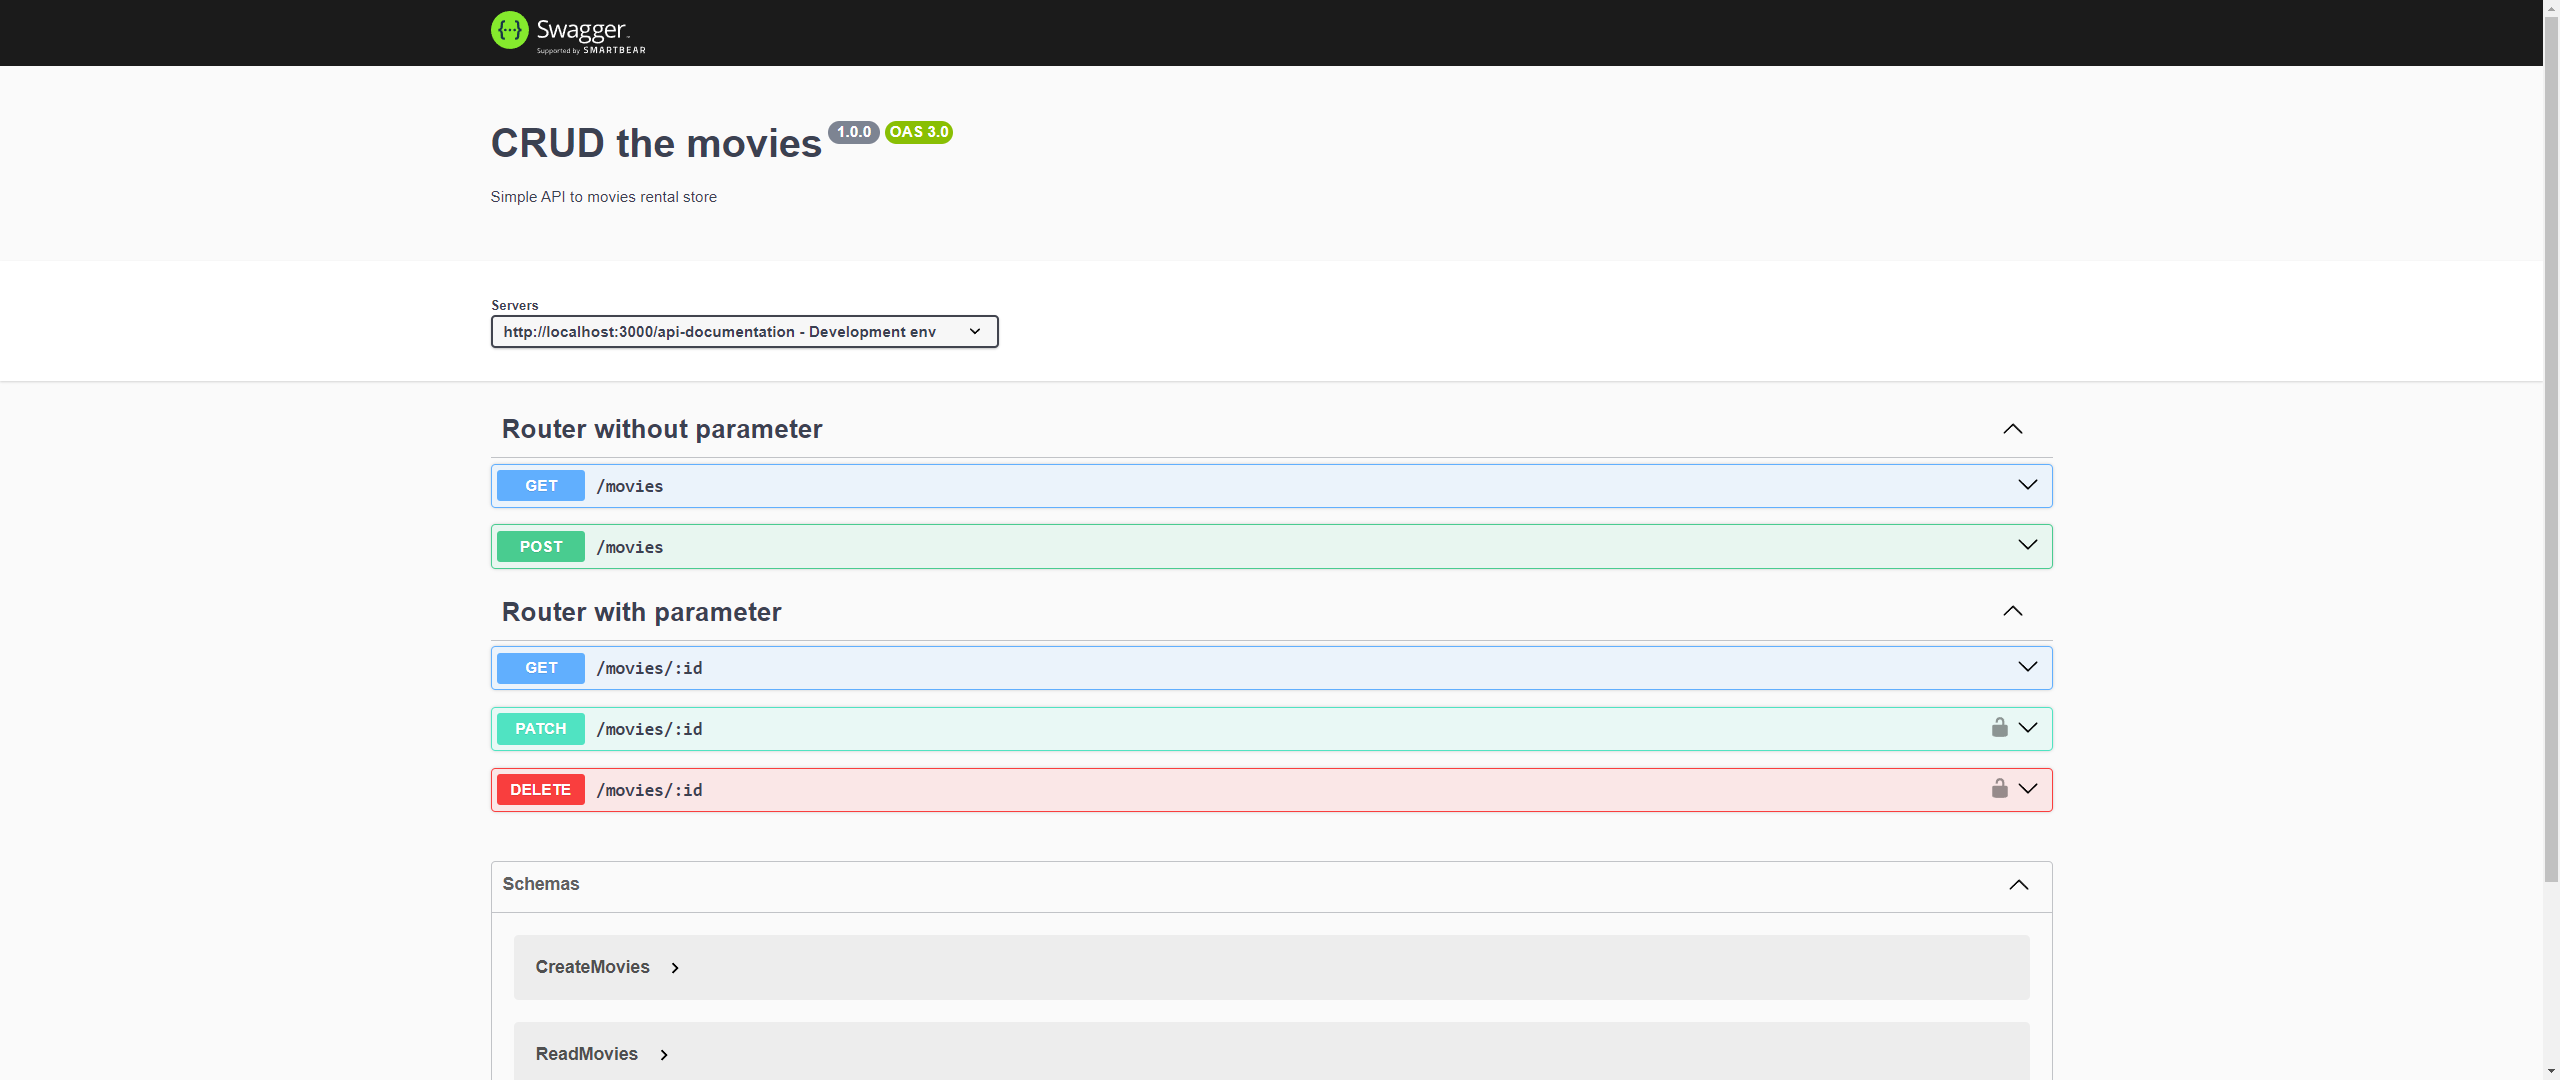 Swagger
Supported by SMARTBEAR
CRUD the movies 1.0.0 OAS 3.0
Simple API to movies rental store
Servers
http://localhost:3000/api-documentation - Development env
Router without parameter
GET /movies
POST /movies
Router with parameter
GET /movies/:id
PATCH /movies/:id
DELETE /movies/:id
Schemas
CreateMovies
ReadMovies